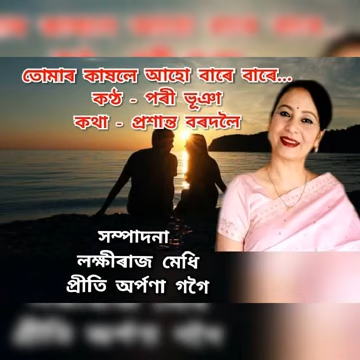 তোমাৰ কাষলে আহো বাৰে বাৰে...
কণ্ঠ - পৰী ভূঞা
কথা - প্ৰশান্ত বৰদলৈ
সম্পাদনা
লক্ষীৰাজ মেধি
প্ৰীতি অৰ্পণা গগৈ